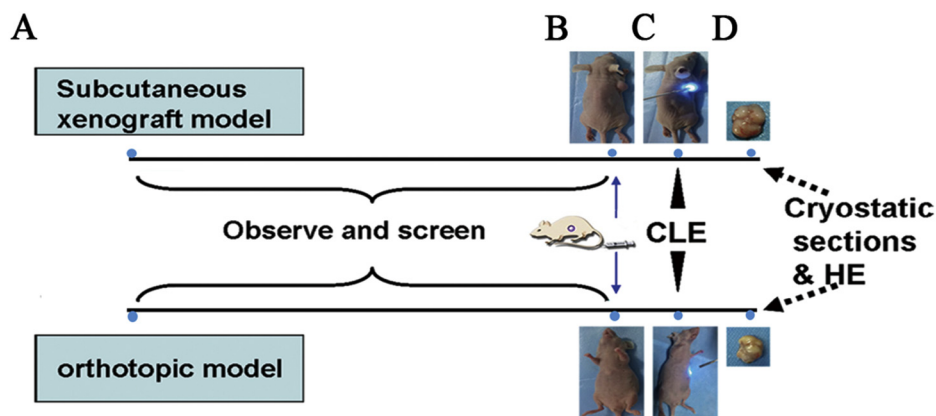 A
B
C
D
Subcutaneous
xenograft model
Observe and screen
CLE
Cryostatic
sections
& HE
orthotopic model